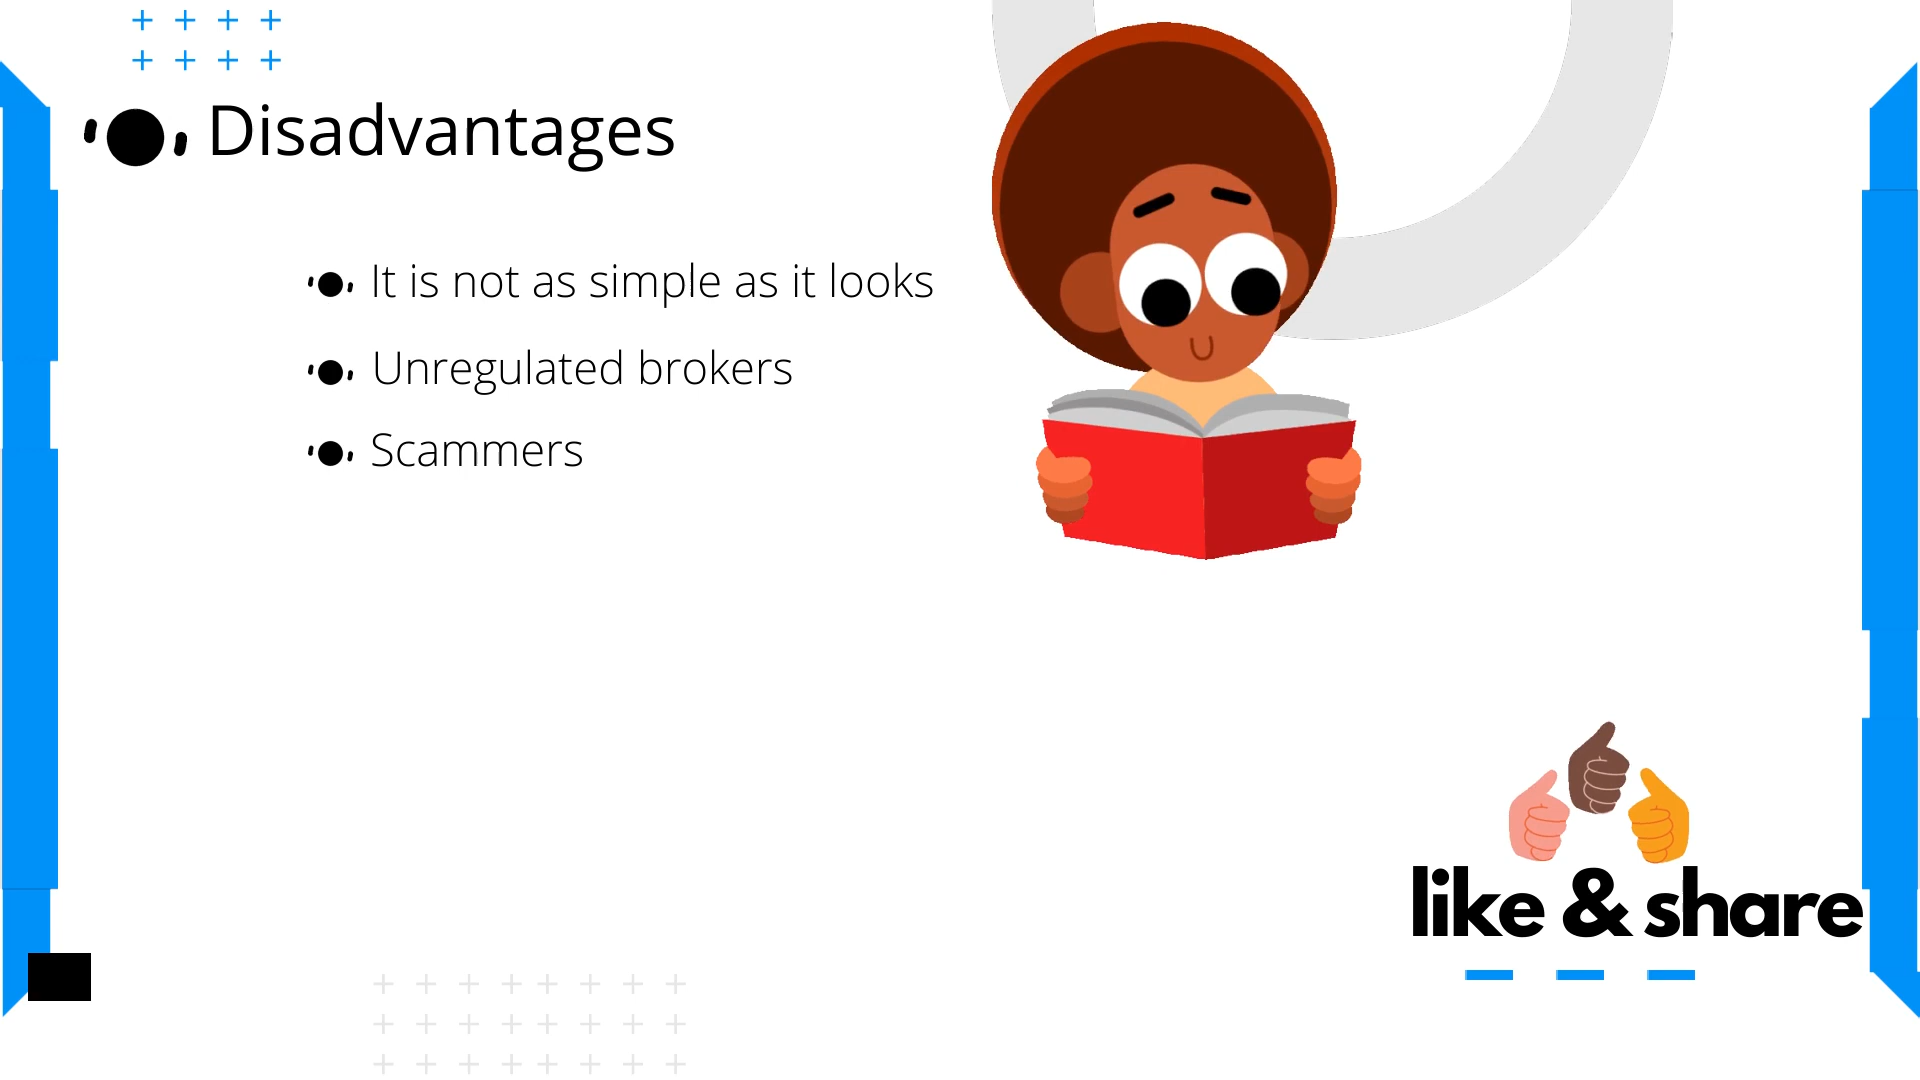 Disadvantages
It is not as simple as it looks
Unregulated brokers
Scammers
like & share